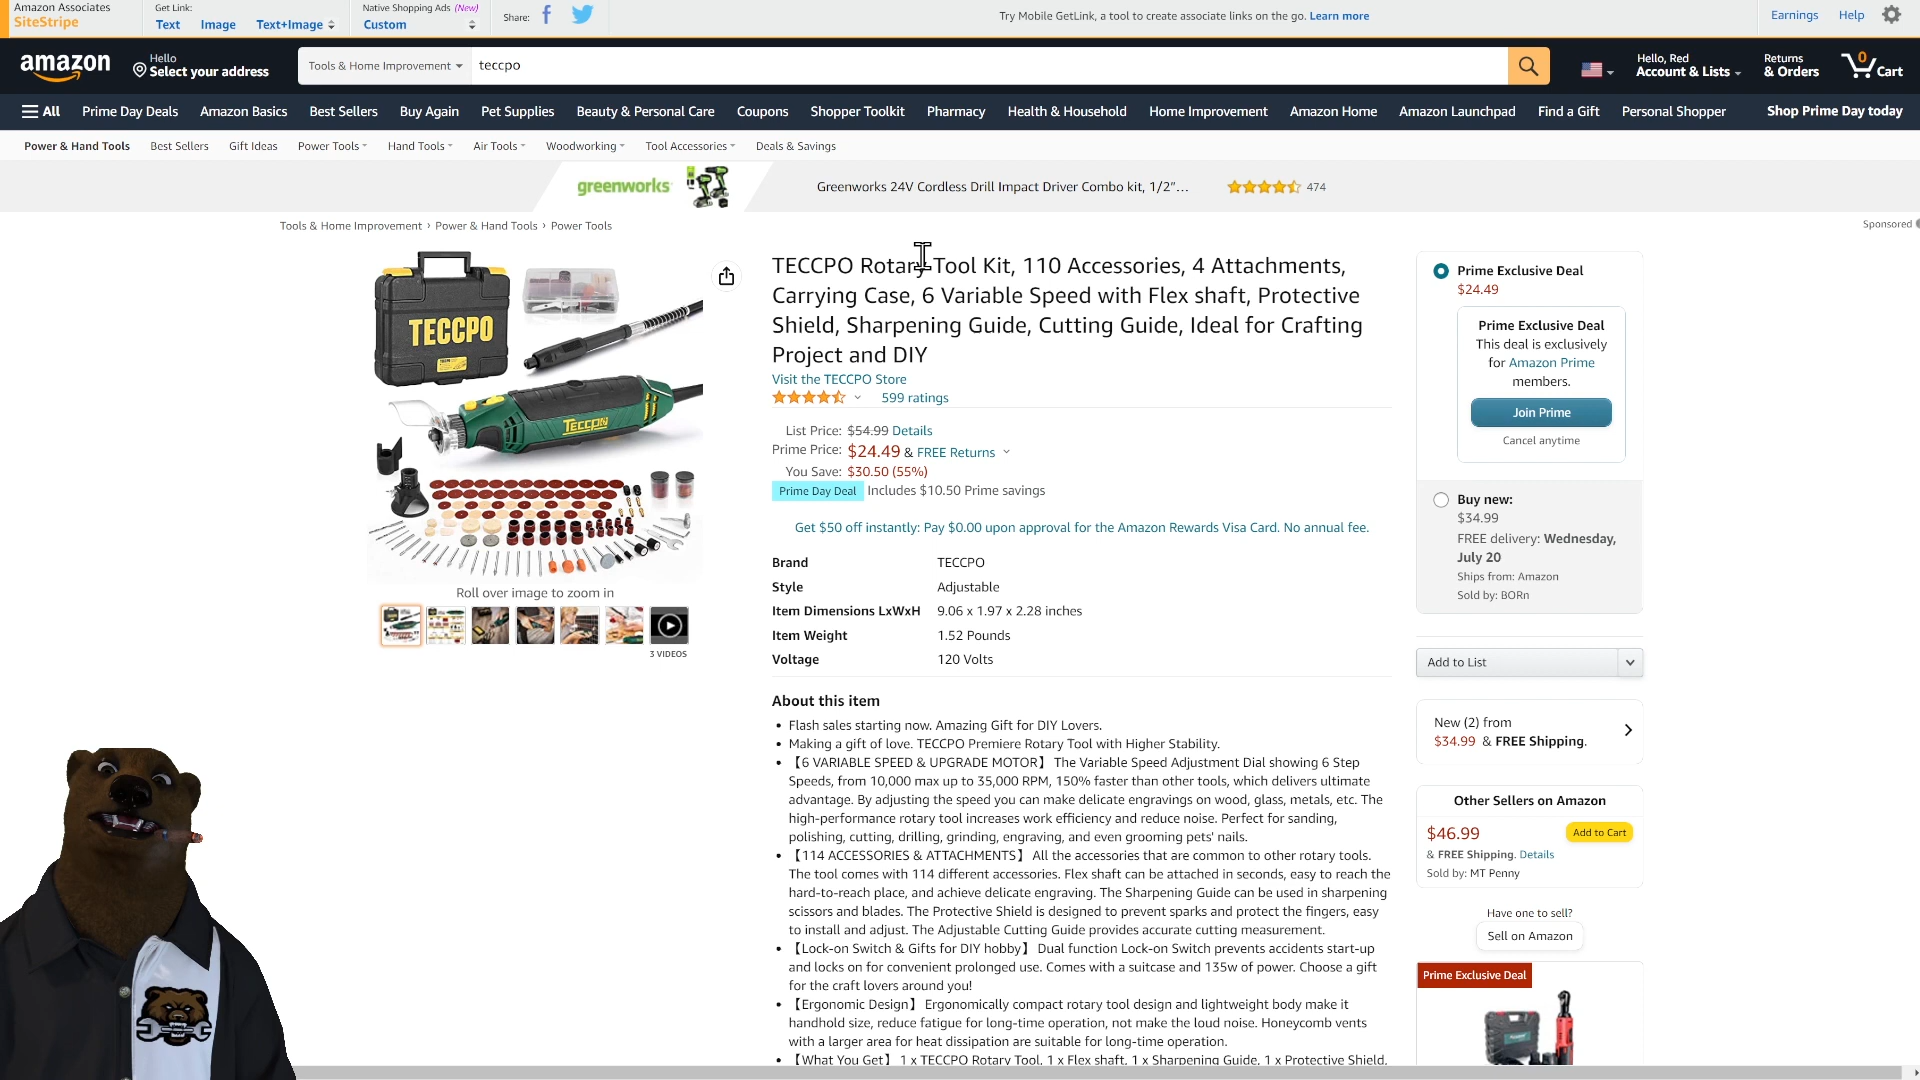 Amazon Associates
SiteStripe
Get Link:
Text Image Text+Image
Native Shopping Ads (New)
Custom
Share:
Try Mobile GetLink, a tool to create associate links on the go. Learn more
Earnings Help
amazon
Hello
Select your address
Tools & Home Improvement
teccpo
Hello, Red
Account & Lists
Returns
& Orders
0
Cart
All Prime Day Deals Amazon Basics Best Sellers Buy Again Pet Supplies Beauty & Personal Care Coupons Shopper Toolkit Pharmacy Health & Household Home Improvement Amazon Home Amazon Launchpad Find a Gift Personal Shopper Shop Prime Day today
Power & Hand Tools Best Sellers Gift Ideas Power Tools Hand Tools Air Tools Woodworking Tool Accessories Deals & Savings
greenworks
Greenworks 24V Cordless Drill Impact Driver Combo kit, 1/2"...
474
Tools & Home Improvement › Power & Hand Tools › Power Tools
Sponsored
TECCPO
TECCPO
Roll over image to zoom in
3 VIDEOS
TECCPO Rotary Tool Kit, 110 Accessories, 4 Attachments,
Carrying Case, 6 Variable Speed with Flex shaft, Protective
Shield, Sharpening Guide, Cutting Guide, Ideal for Crafting
Project and DIY
Visit the TECCPO Store
599 ratings
List Price: $54.99 Details
Prime Price: $24.49 & FREE Returns
You Save: $30.50 (55%)
Prime Day Deal Includes $10.50 Prime savings
Get $50 off instantly: Pay $0.00 upon approval for the Amazon Rewards Visa Card. No annual fee.
Brand TECCPO
Style Adjustable
Item Dimensions LxWxH 9.06 x 1.97 x 2.28 inches
Item Weight 1.52 Pounds
Voltage 120 Volts
About this item
• Flash sales starting now. Amazing Gift for DIY Lovers.
• Making a gift of love. TECCPO Premiere Rotary Tool with Higher Stability.
• 【6 VARIABLE SPEED & UPGRADE MOTOR】 The Variable Speed Adjustment Dial showing 6 Step
Speeds, from 10,000 max up to 35,000 RPM, 150% faster than other tools, which delivers ultimate
advantage. By adjusting the speed you can make delicate engravings on wood, glass, metals, etc. The
high-performance rotary tool increases work efficiency and reduce noise. Perfect for sanding,
polishing, cutting, drilling, grinding, engraving, and even grooming pets' nails.
• 【114 ACCESSORIES & ATTACHMENTS】 All the accessories that are common to other rotary tools.
The tool comes with 114 different accessories. Flex shaft can be attached in seconds, easy to reach the
hard-to-reach place, and achieve delicate engraving. The Sharpening Guide can be used in sharpening
scissors and blades. The Protective Shield is designed to prevent sparks and protect the fingers, easy
to install and adjust. The Adjustable Cutting Guide provides accurate cutting measurement.
• 【Lock-on Switch & Gifts for DIY hobby】 Dual function Lock-on Switch prevents accidents start-up
and locks on for convenient prolonged use. Comes with a suitcase and 135w of power. Choose a gift
for the craft lovers around you!
• 【Ergonomic Design】 Ergonomically compact rotary tool design and lightweight body make it
handhold size, reduce fatigue for long-time operation, not make the loud noise. Honeycomb vents
with a larger area for heat dissipation are suitable for long-time operation.
• 【What You Get】 1 x TECCPO Rotary Tool, 1 x Flex shaft, 1 x Sharpening Guide, 1 x Protective Shield,
Prime Exclusive Deal
$24.49
Prime Exclusive Deal
This deal is exclusively
for Amazon Prime
members.
Join Prime
Cancel anytime
Buy new:
$34.99
FREE delivery: Wednesday,
July 20
Ships from: Amazon
Sold by: BORn
Add to List
New (2) from
$34.99 & FREE Shipping.
Other Sellers on Amazon
$46.99 Add to Cart
& FREE Shipping. Details
Sold by: MT Penny
Have one to sell?
Sell on Amazon
Prime Exclusive Deal